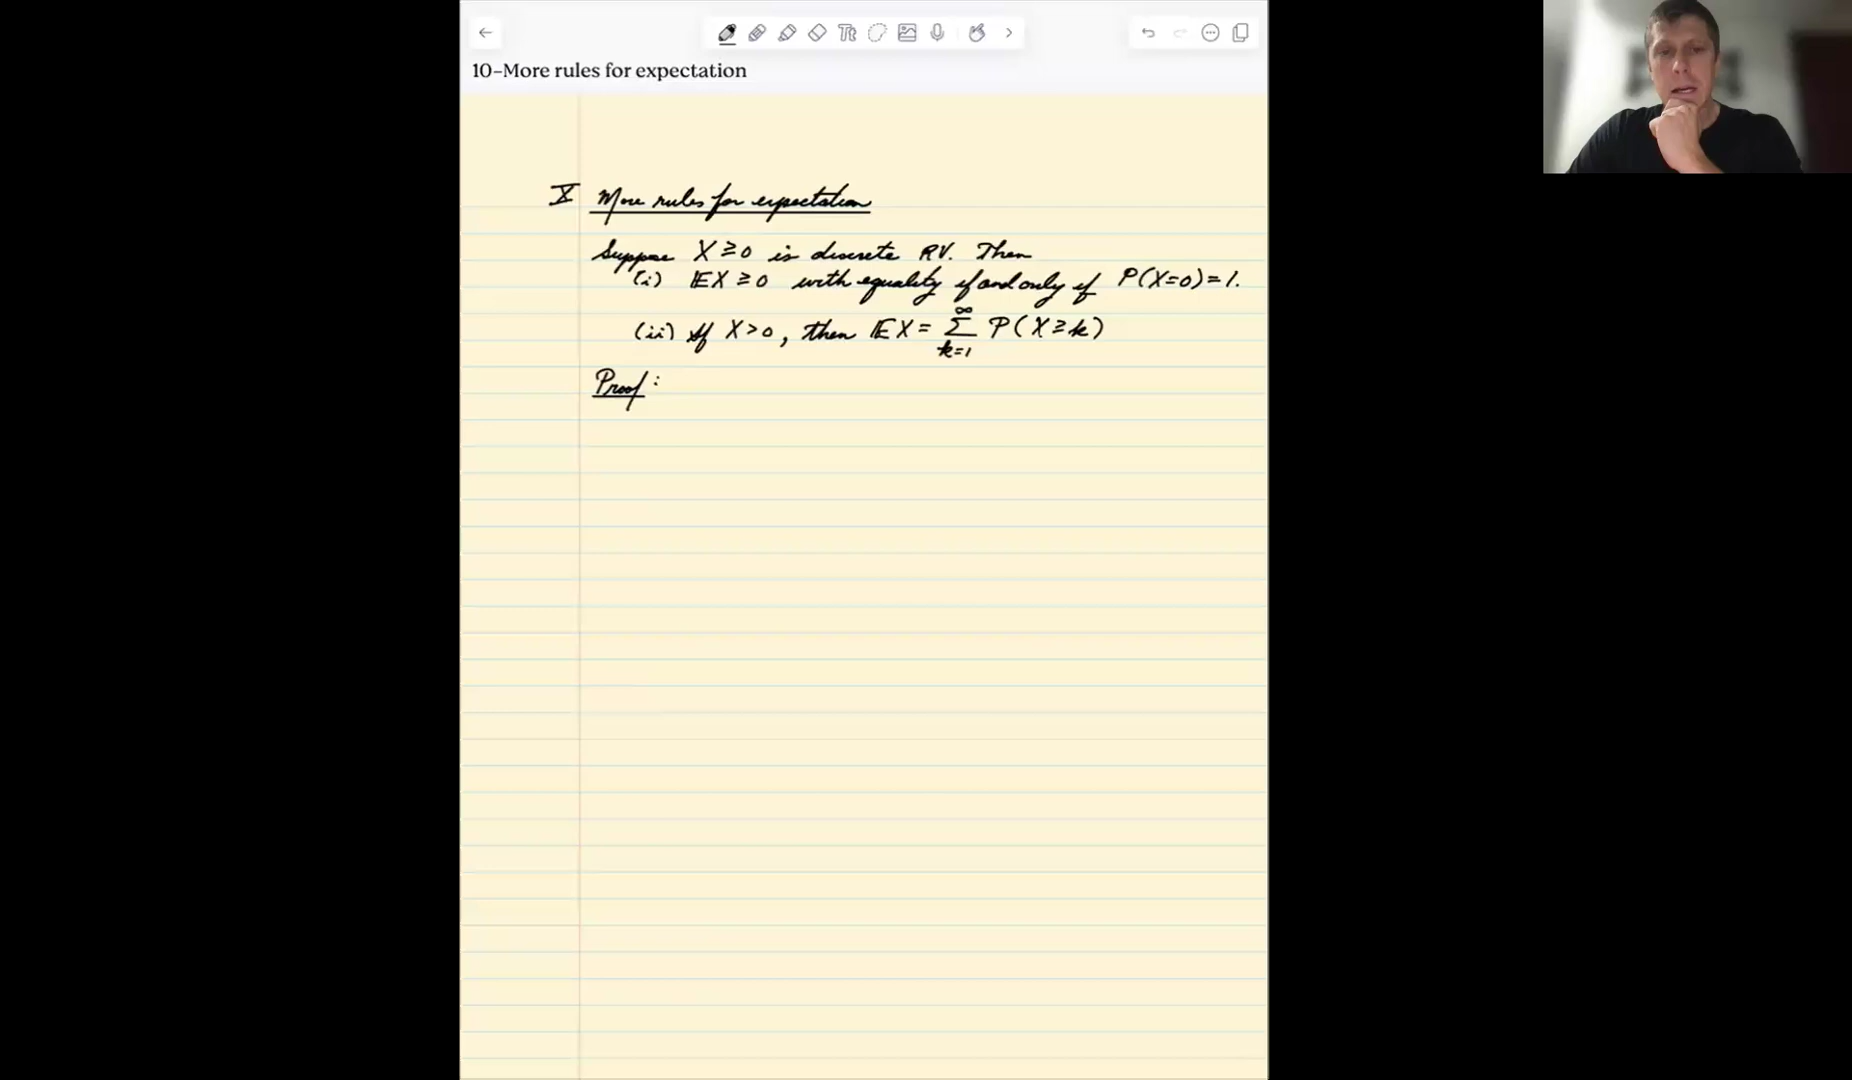 10-More rules for expectation
Tt
X More rules for expectation
Suppose X ≥ 0 is discrete RV. Then
(i) 𝔼X ≥ 0 with equality if and only if P(X=0)=1.
(ii) If X > 0, then 𝔼X = ∑_{k=1}^{∞} P(X ≥ k)
Proof: